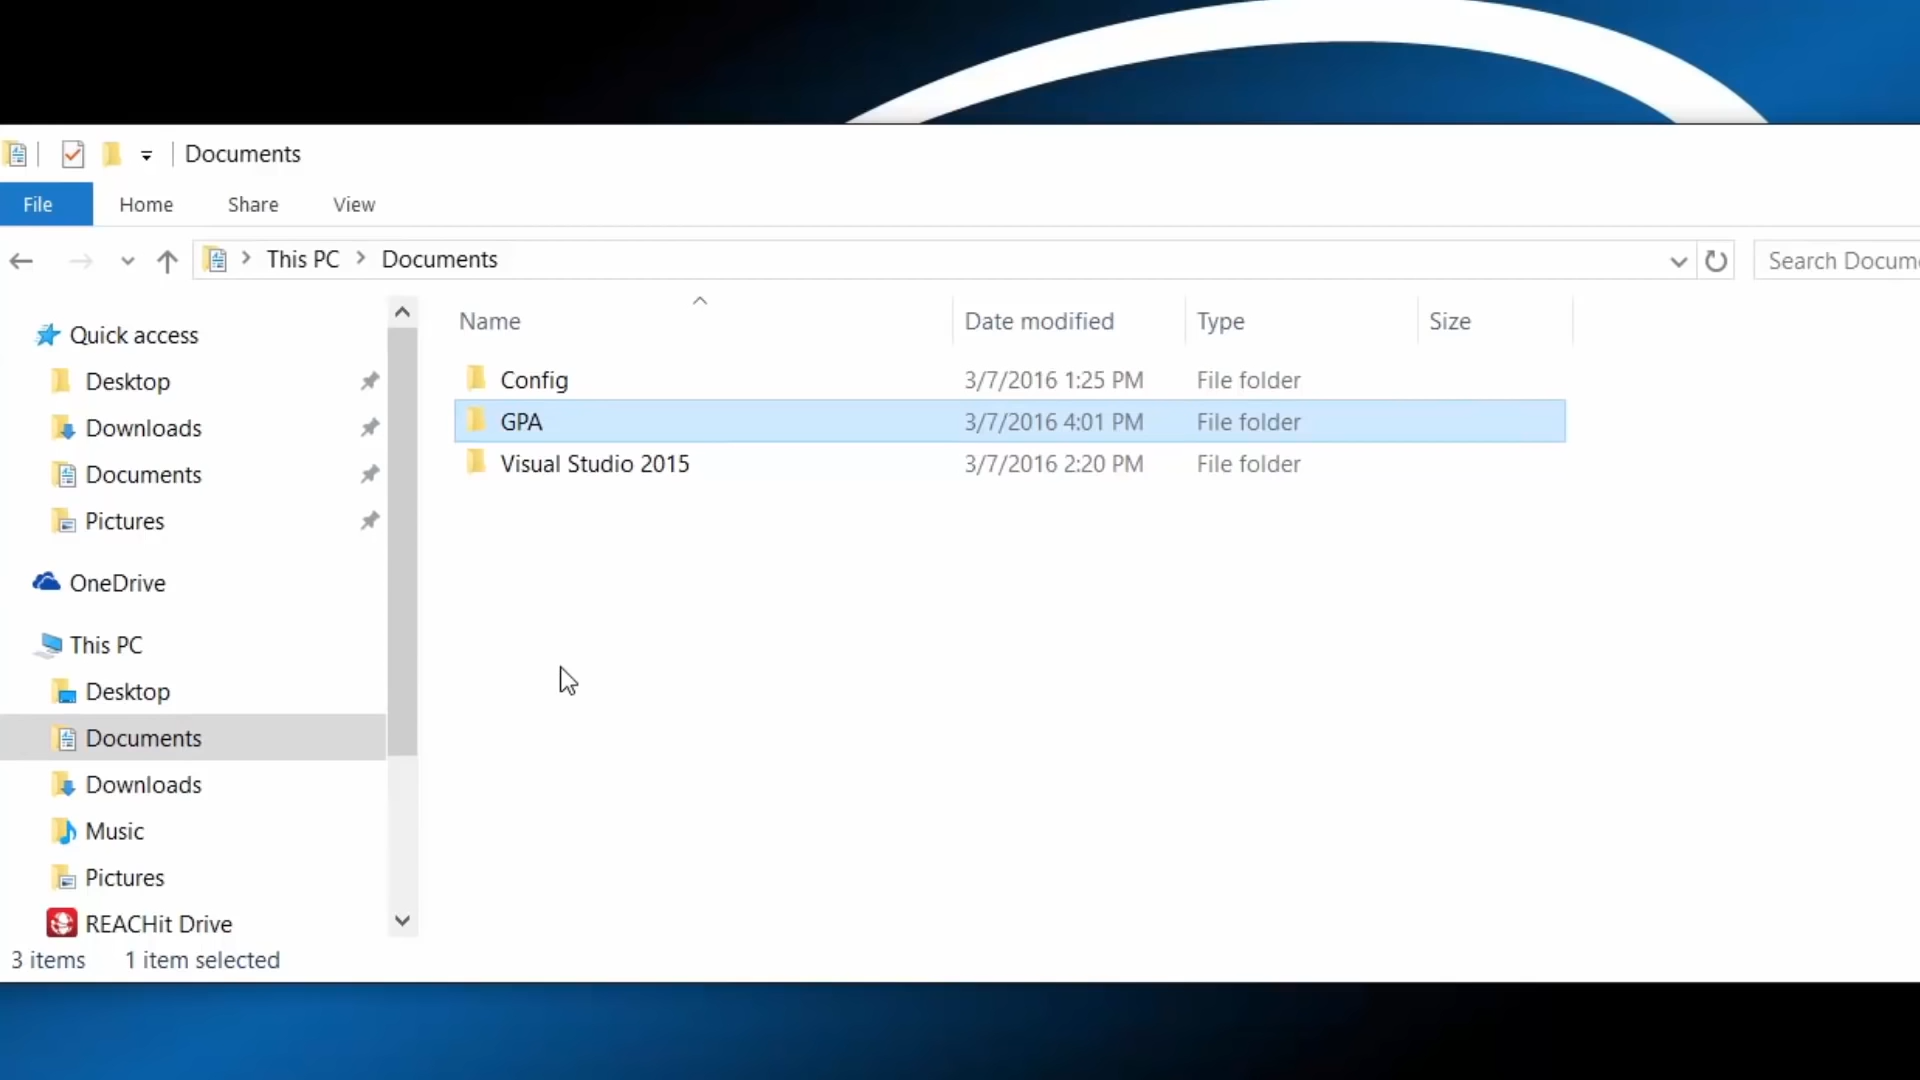 Documents
File Home Share View
This PC Documents Search Docum
Name Date modified Type Size
Quick access
Desktop
Downloads
Documents
Pictures
OneDrive
This PC
Desktop
Documents
Downloads
Music
Pictures
REACHit Drive
Config 3/7/2016 1:25 PM File folder
GPA 3/7/2016 4:01 PM File folder
Visual Studio 2015 3/7/2016 2:20 PM File folder
3 items 1 item selected